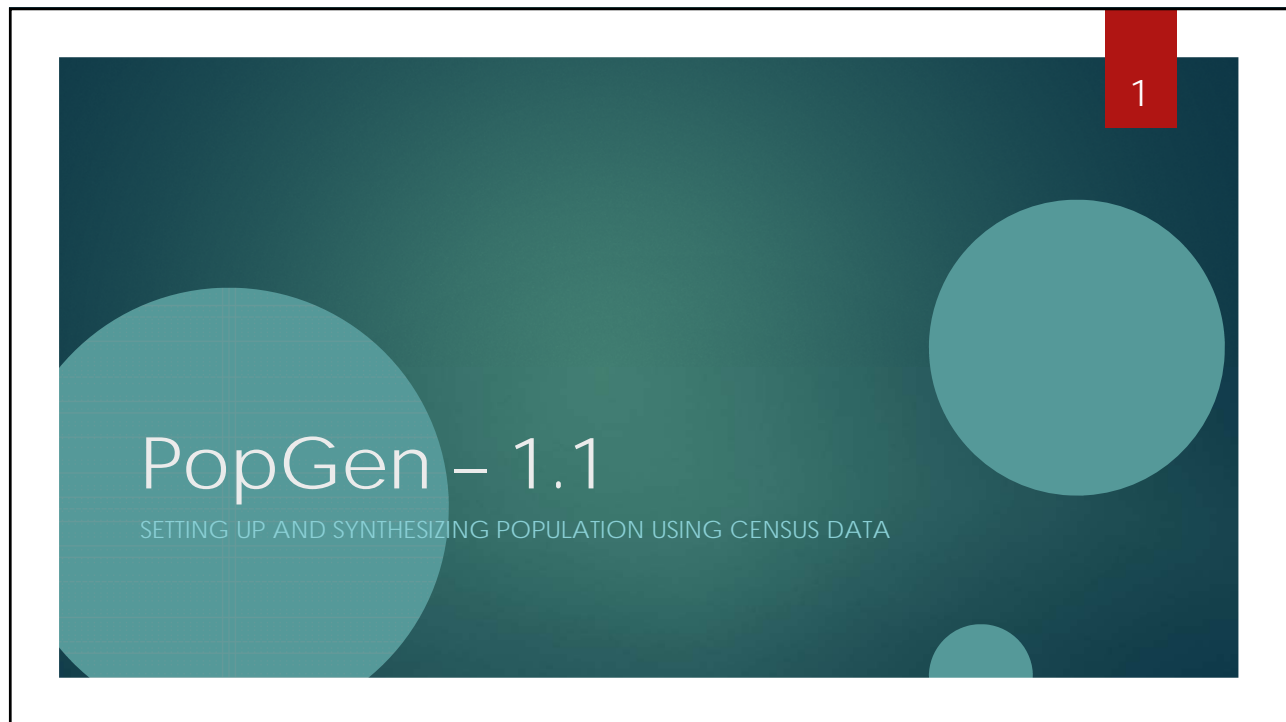 1
PopGen – 1.1
SETTING UP AND SYNTHESIZING POPULATION USING CENSUS DATA